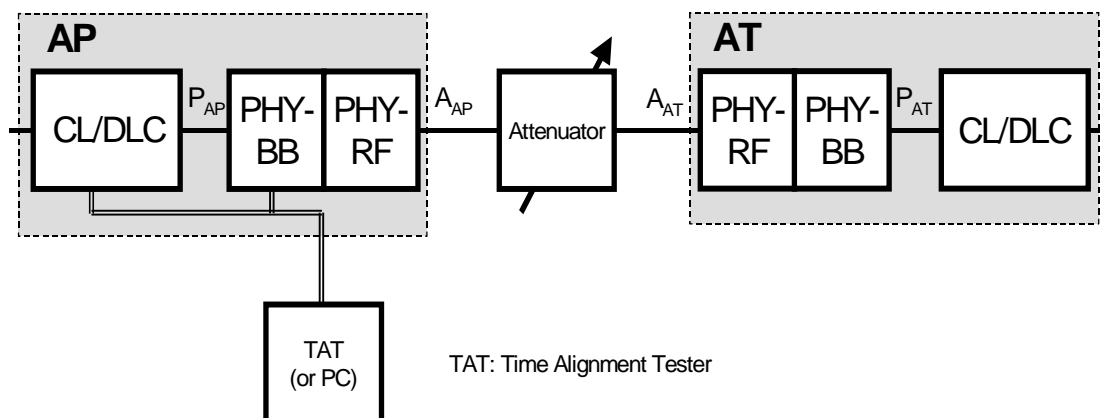 AP
AT
CL/DLC
P_AP
PHY-
BB
PHY-
RF
A_AP
Attenuator
A_AT
PHY-
RF
PHY-
BB
P_AT
CL/DLC
TAT
(or PC)
TAT: Time Alignment Tester